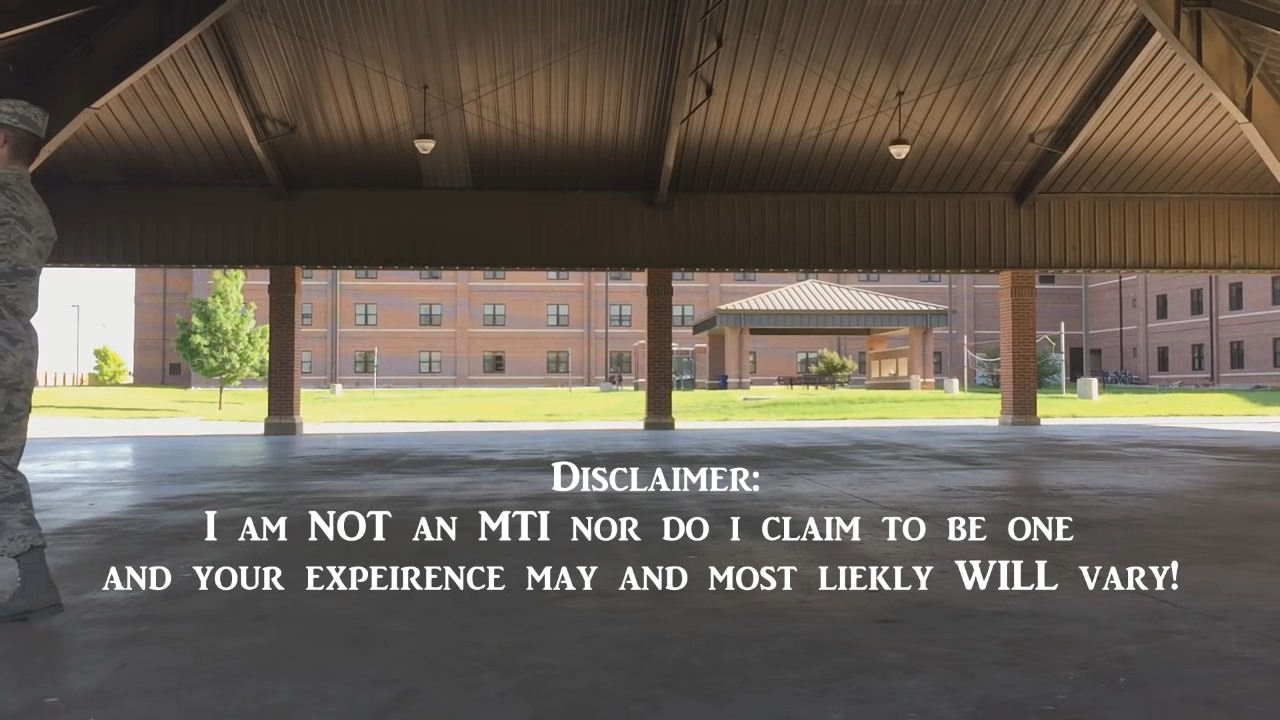 Disclaimer:
I am NOT an MTI nor do i claim to be one
and your expeirence may and most liekly WILL vary!